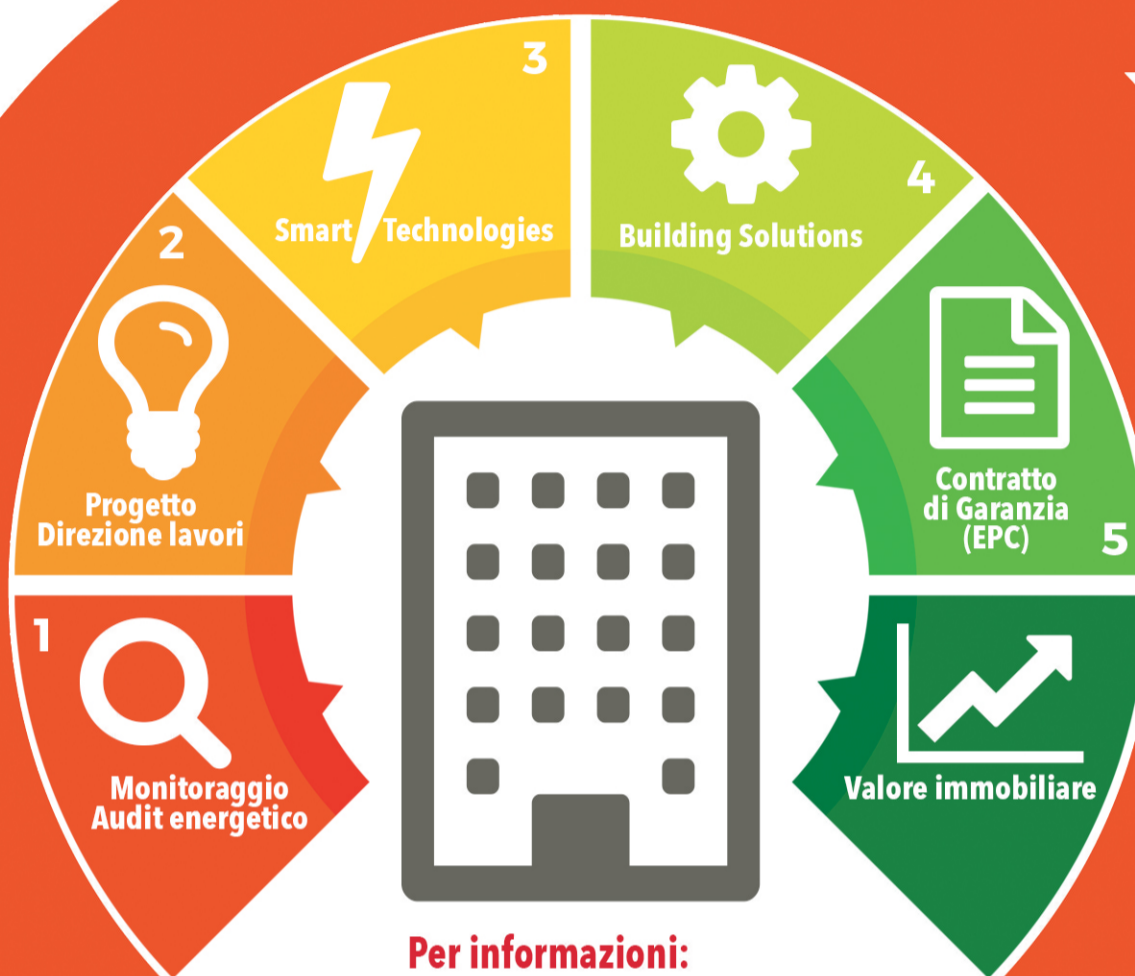 1
Monitoraggio
Audit energetico
2
Progetto
Direzione lavori
3
Smart Technologies
4
Building Solutions
Contratto
di Garanzia
(EPC)
5
Valore immobiliare
Per informazioni: